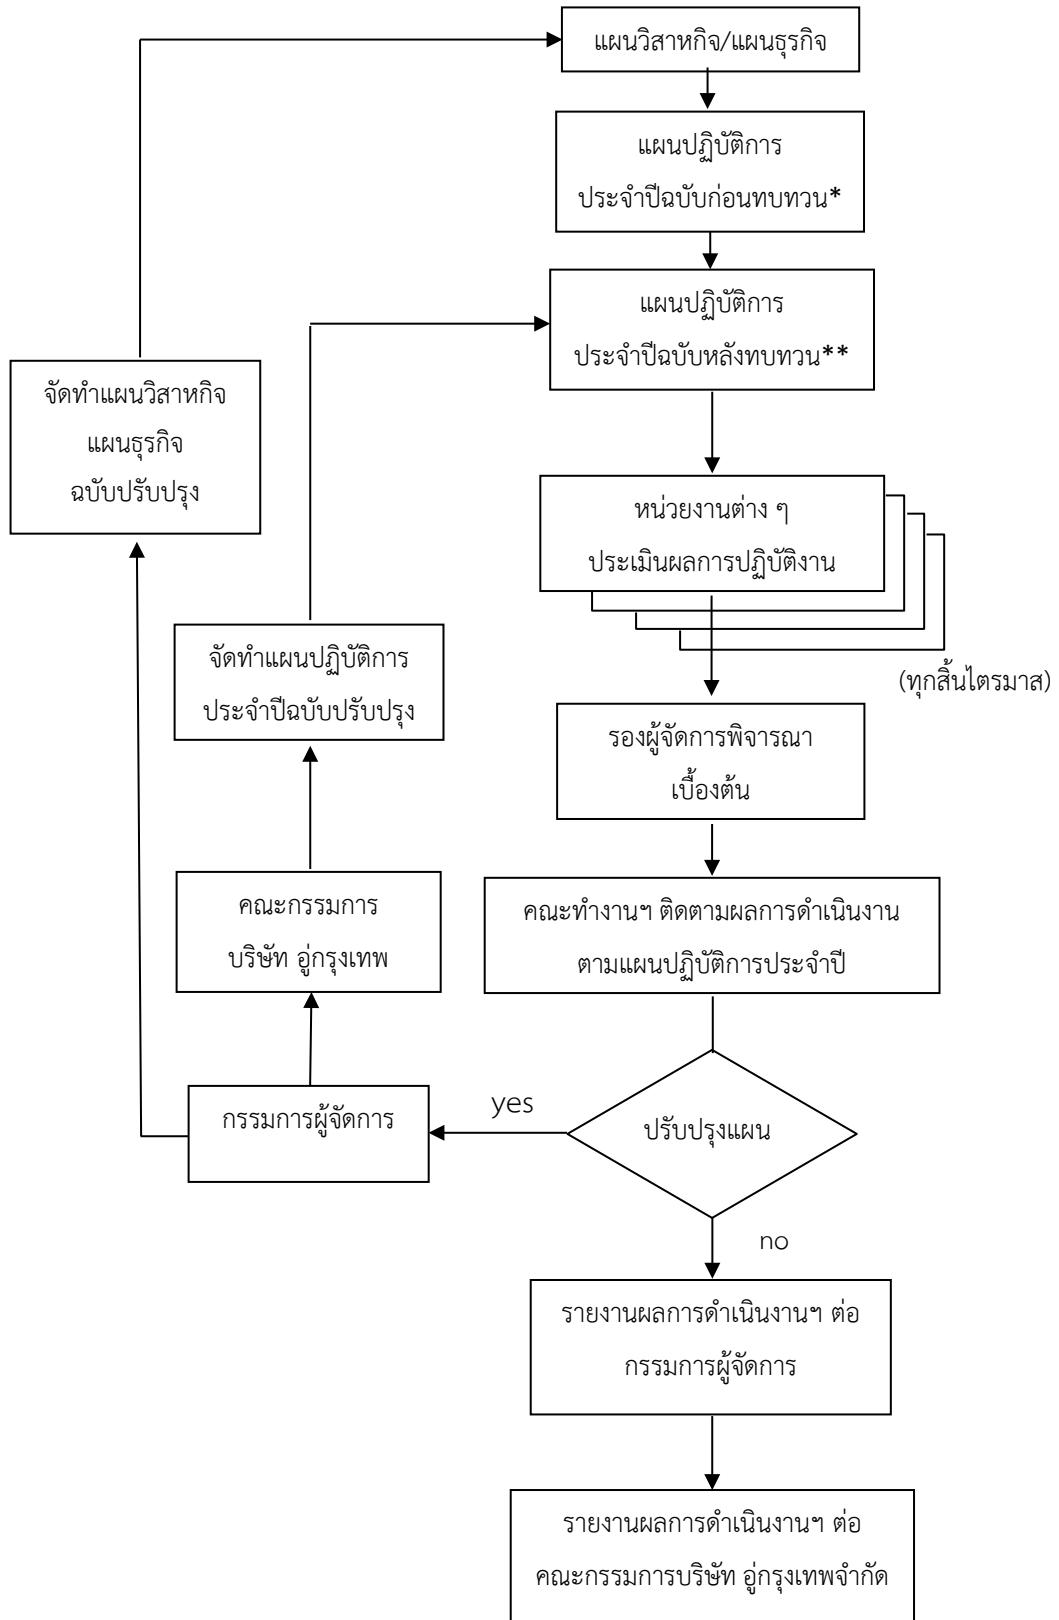 แผนวิสาหกิจ/แผนธุรกิจ
แผนปฏิบัติการ
ประจำปีฉบับก่อนทบทวน*
แผนปฏิบัติการ
ประจำปีฉบับหลังทบทวน**
จัดทำแผนวิสาหกิจ
แผนธุรกิจ
ฉบับปรับปรุง
หน่วยงานต่าง ๆ
ประเมินผลการปฏิบัติงาน
(ทุกสิ้นไตรมาส)
จัดทำแผนปฏิบัติการ
ประจำปีฉบับปรับปรุง
รองผู้จัดการพิจารณา
เบื้องต้น
คณะกรรมการ
บริษัท อู่กรุงเทพ
คณะทำงานฯ ติดตามผลการดำเนินงาน
ตามแผนปฏิบัติการประจำปี
กรรมการผู้จัดการ
yes
ปรับปรุงแผน
no
รายงานผลการดำเนินงานฯ ต่อ
กรรมการผู้จัดการ
รายงานผลการดำเนินงานฯ ต่อ
คณะกรรมการบริษัท อู่กรุงเทพจำกัด